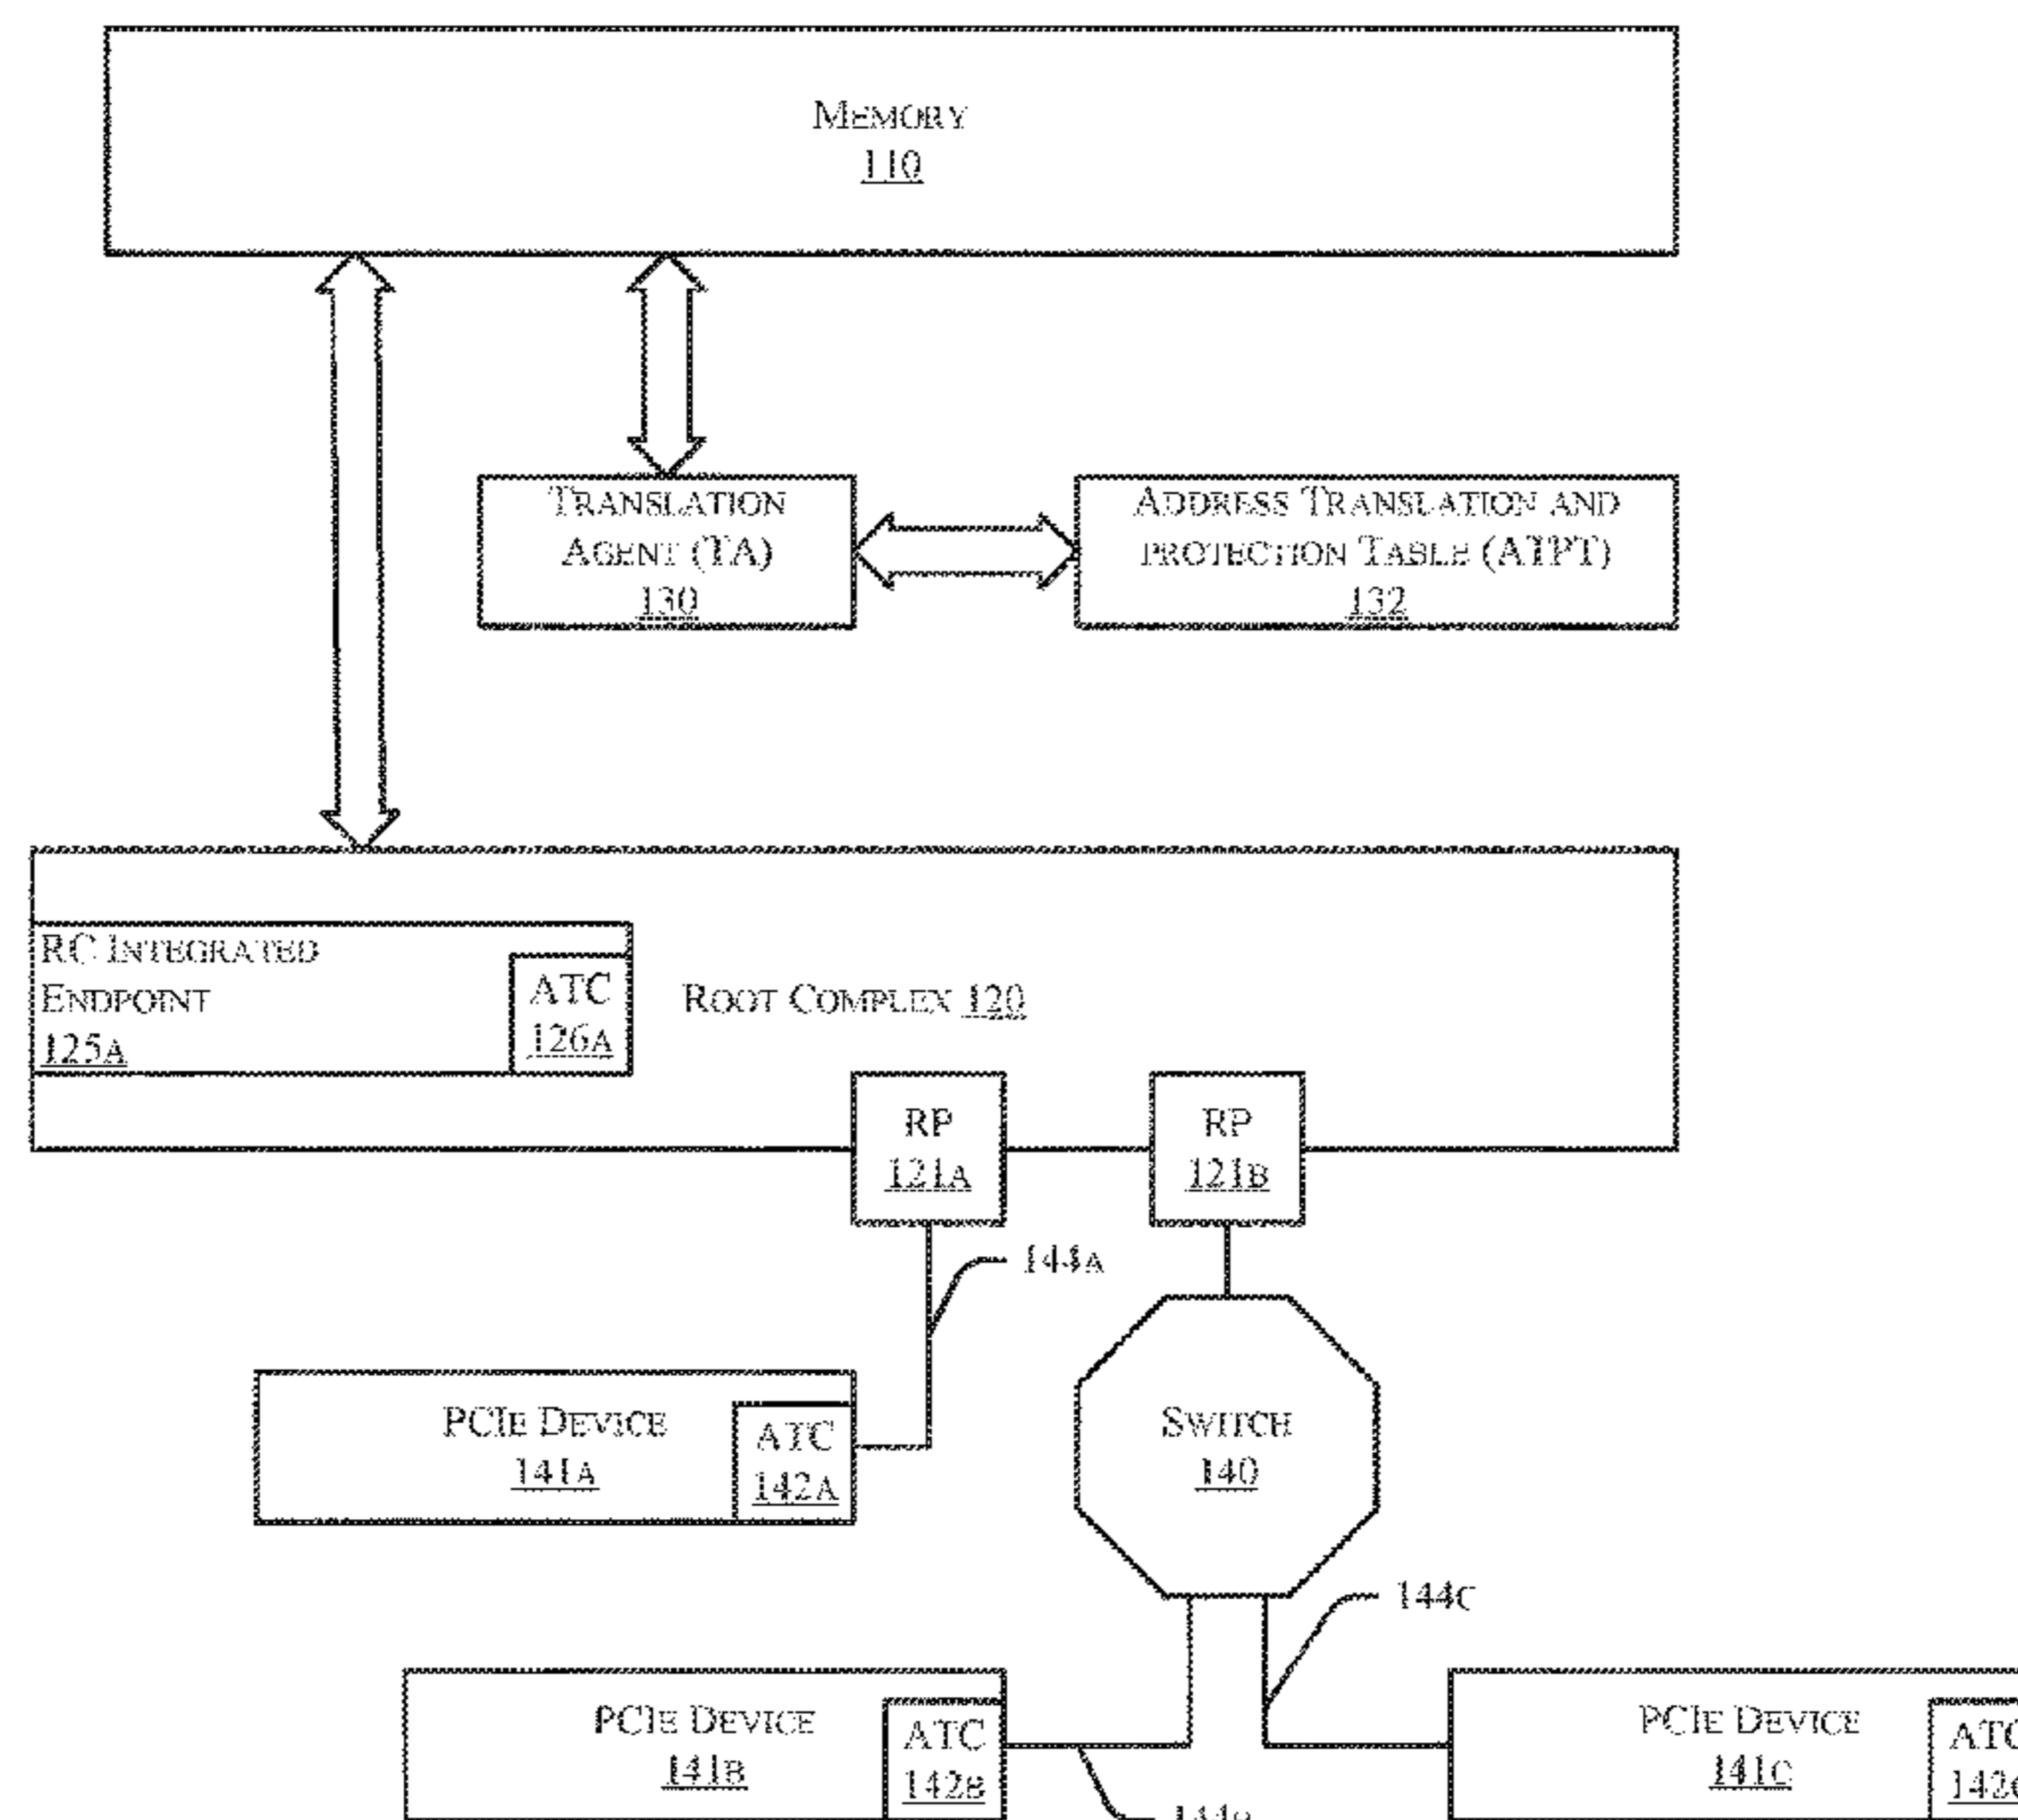 MEMORY
110
TRANSLATION
AGENT (TA)
130
ADDRESS TRANSLATION AND
PROTECTION TABLE (ATPT)
132
RC INTEGRATED
ENDPOINT
125A
ATC
126A
ROOT COMPLEX 120
RP
121A
RP
121B
144A
PCIE DEVICE
141A
ATC
142A
SWITCH
140
144C
PCIE DEVICE
141B
ATC
142B
PCIE DEVICE
141C